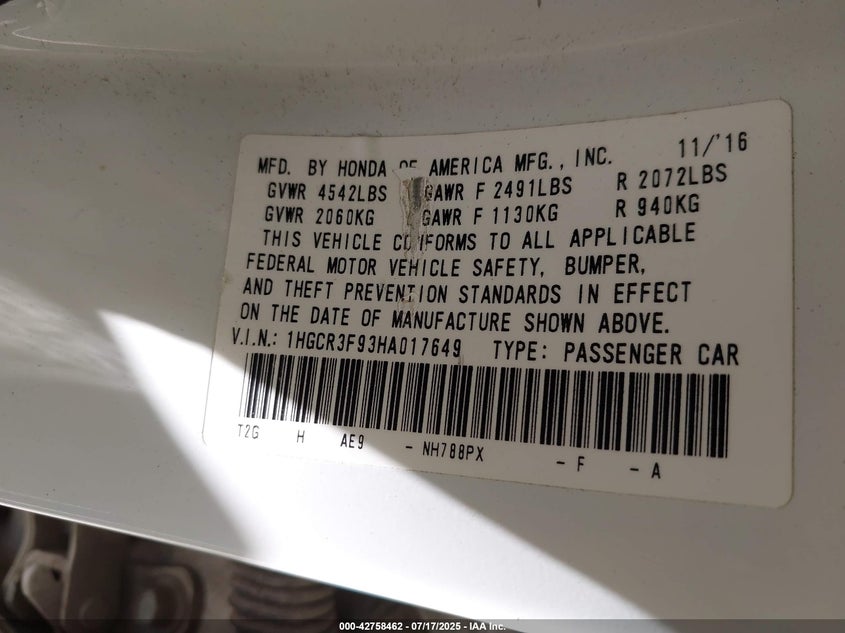 MFD. BY HONDA OF AMERICA MFG., INC. 11/'16
GVWR 4542LBS GAWR F 2491LBS R 2072LBS
GVWR 2060KG GAWR F 1130KG R 940KG
THIS VEHICLE CONFORMS TO ALL APPLICABLE
FEDERAL MOTOR VEHICLE SAFETY, BUMPER,
AND THEFT PREVENTION STANDARDS IN EFFECT
ON THE DATE OF MANUFACTURE SHOWN ABOVE.
V.I.N.: 1HGCR3F93HA017649 TYPE: PASSENGER CAR
T2G H AE9 - NH788PX - F - A
000-42758462 - 07/17/2025 - IAA Inc.